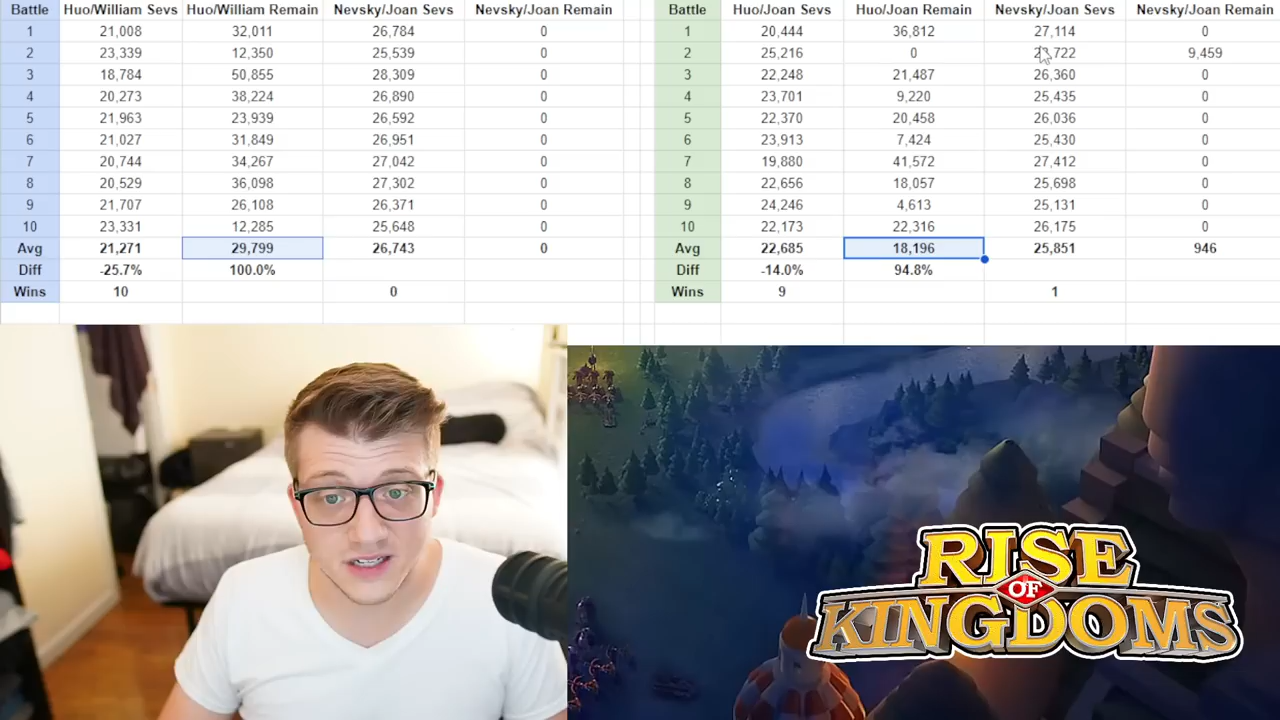 Battle Huo/William Sevs Huo/William Remain Nevsky/Joan Sevs Nevsky/Joan Remain
1 21,008 32,011 26,784 0
2 23,339 12,350 25,539 0
3 18,784 50,855 28,309 0
4 20,273 38,224 26,890 0
5 21,963 23,939 26,592 0
6 21,027 31,849 26,951 0
7 20,744 34,267 27,042 0
8 20,529 36,098 27,302 0
9 21,707 26,108 26,371 0
10 23,331 12,285 25,648 0
Avg 21,271 29,799 26,743 0
Diff -25.7% 100.0%
Wins 10 0
Battle Huo/Joan Sevs Huo/Joan Remain Nevsky/Joan Sevs Nevsky/Joan Remain
1 20,444 36,812 27,114 0
2 25,216 0 9,459
3 22,248 21,487 26,360 0
4 23,701 9,220 25,435 0
5 22,370 20,458 26,036 0
6 23,913 7,424 25,430 0
7 19,880 41,572 27,412 0
8 22,656 18,057 25,698 0
9 24,246 4,613 25,131 0
10 22,173 22,316 26,175 0
Avg 22,685 18,196 25,851 946
Diff -14.0% 94.8%
Wins 9 1
RISE
OF
KINGDOMS